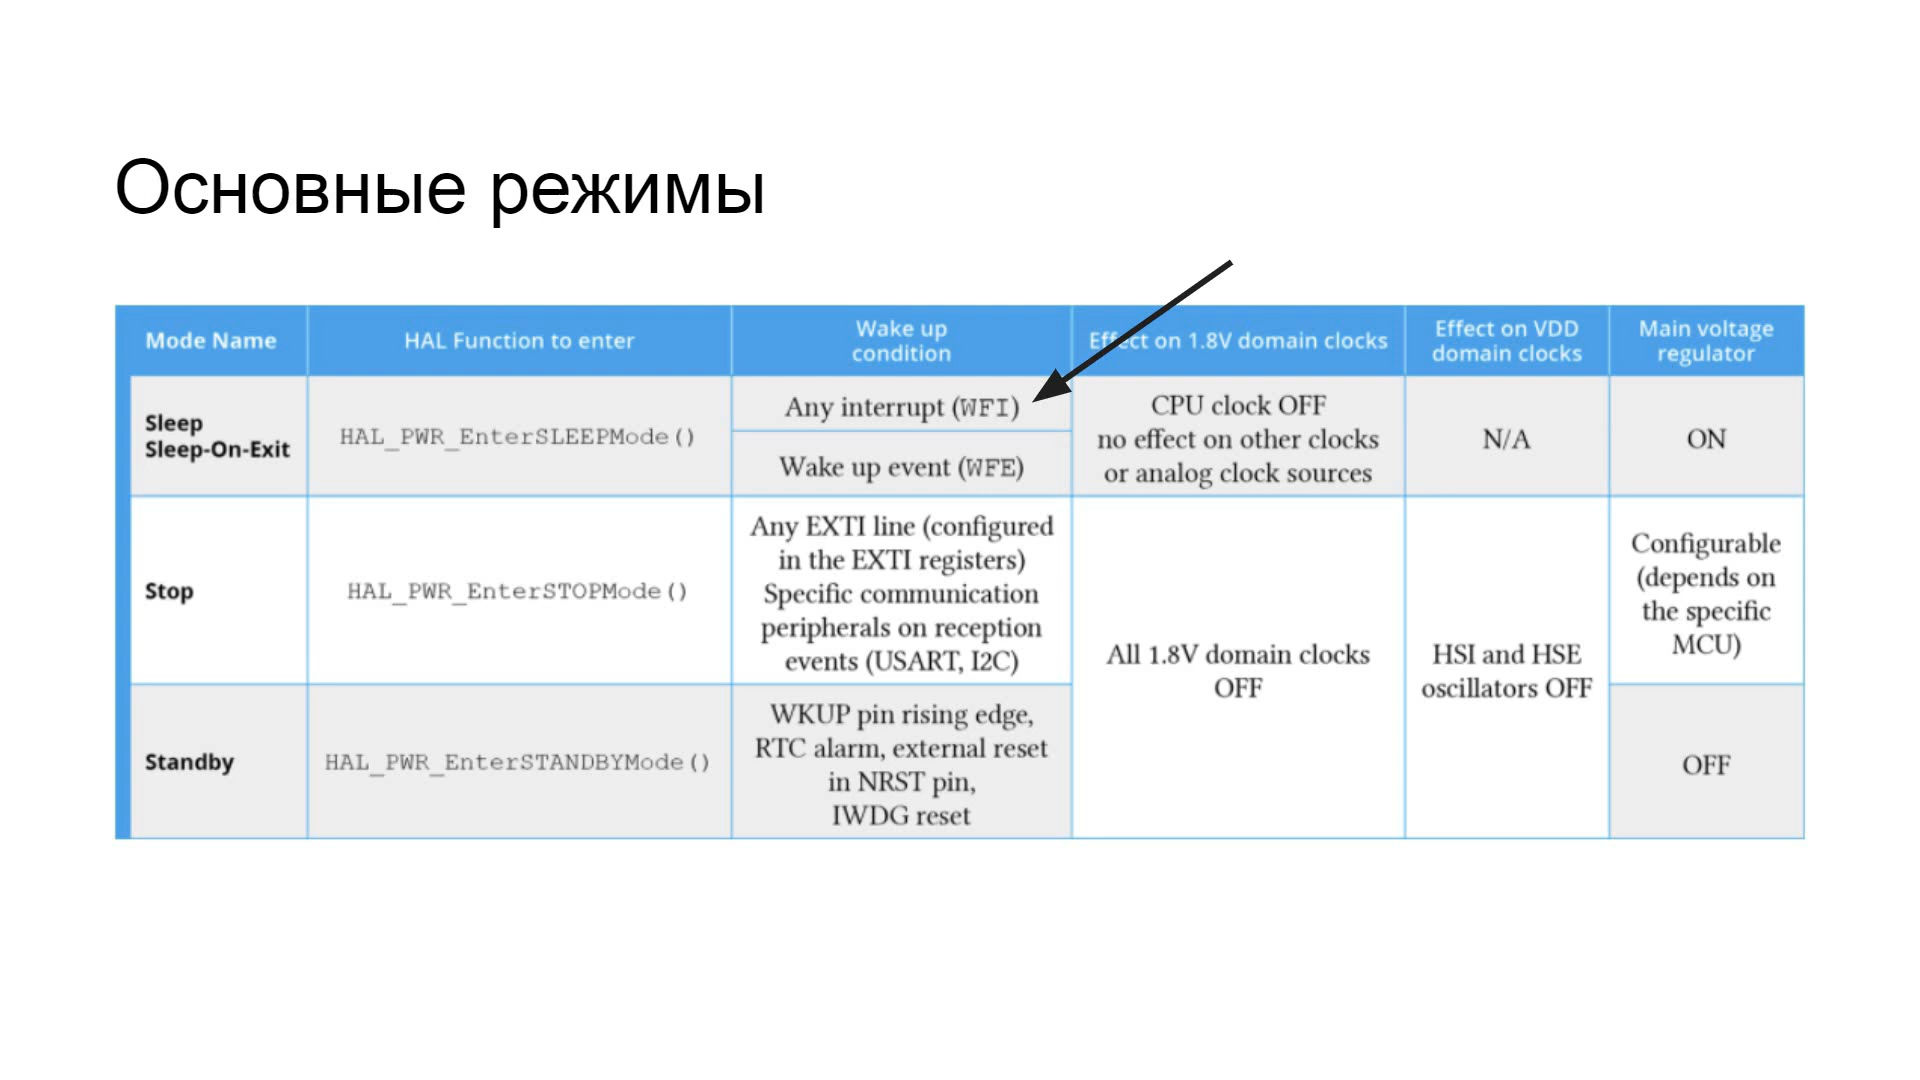 Основные режимы
Mode Name
HAL Function to enter
Wake up
condition
Effect on 1.8V domain clocks
Effect on VDD
domain clocks
Main voltage
regulator
Sleep
Sleep-On-Exit
HAL_PWR_EnterSLEEPMode()
Any interrupt (WFI)
Wake up event (WFE)
CPU clock OFF
no effect on other clocks
or analog clock sources
N/A
ON
Stop
HAL_PWR_EnterSTOPMode()
Any EXTI line (configured
in the EXTI registers)
Specific communication
peripherals on reception
events (USART, I2C)
All 1.8V domain clocks
OFF
HSI and HSE
oscillators OFF
Configurable
(depends on
the specific
MCU)
Standby
HAL_PWR_EnterSTANDBYMode()
WKUP pin rising edge,
RTC alarm, external reset
in NRST pin,
IWDG reset
OFF